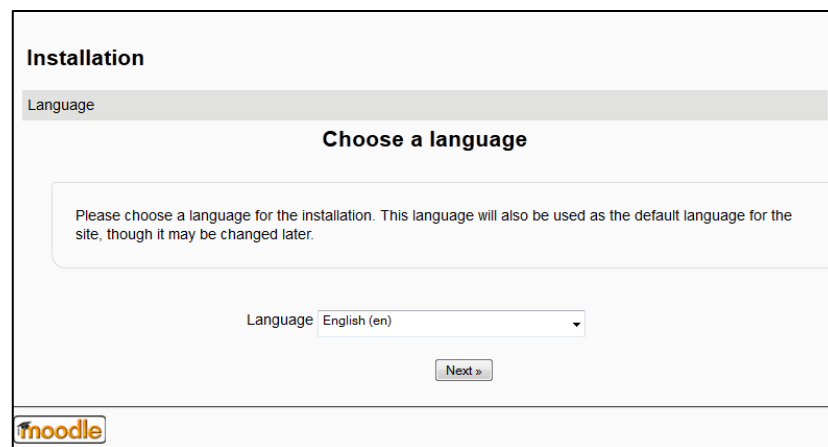 Installation
Language
Choose a language
Please choose a language for the installation. This language will also be used as the default language for the
site, though it may be changed later.
Language English (en)
Next »
moodle